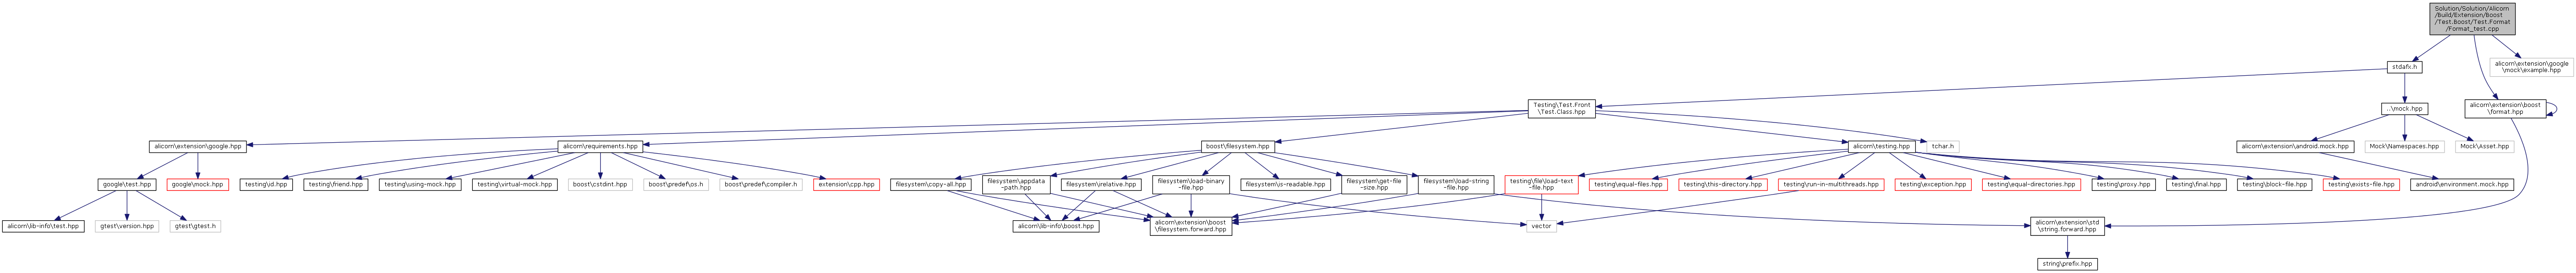 Solution/Solution/Alicorn
/Build/Extension/Boost
/Test.Boost/Test.Format
/Format_test.cpp
stdafx.h
alicorn\extension\google
\mock\example.hpp
Testing\Test.Front
\Test.Class.hpp
..\mock.hpp
alicorn\extension\boost
\format.hpp
alicorn\extension\google.hpp
alicorn\requirements.hpp
boost\filesystem.hpp
alicorn\testing.hpp
tchar.h
alicorn\extension\android.mock.hpp
Mock\Namespaces.hpp
Mock\Asset.hpp
google\test.hpp
google\mock.hpp
testing\id.hpp
testing\friend.hpp
testing\using-mock.hpp
testing\virtual-mock.hpp
boost\cstdint.hpp
boost\predef\os.h
boost\predef\compiler.h
extension\cpp.hpp
filesystem\copy-all.hpp
filesystem\appdata
-path.hpp
filesystem\relative.hpp
filesystem\load-binary
-file.hpp
filesystem\is-readable.hpp
filesystem\get-file
-size.hpp
filesystem\load-string
-file.hpp
testing\file\load-text
-file.hpp
testing\equal-files.hpp
testing\this-directory.hpp
testing\run-in-multithreads.hpp
testing\exception.hpp
testing\equal-directories.hpp
testing\proxy.hpp
testing\final.hpp
testing\block-file.hpp
testing\exists-file.hpp
android\environment.mock.hpp
alicorn\lib-info\test.hpp
gtest\version.hpp
gtest\gtest.h
alicorn\lib-info\boost.hpp
alicorn\extension\boost
\filesystem.forward.hpp
vector
alicorn\extension\std
\string.forward.hpp
string\prefix.hpp